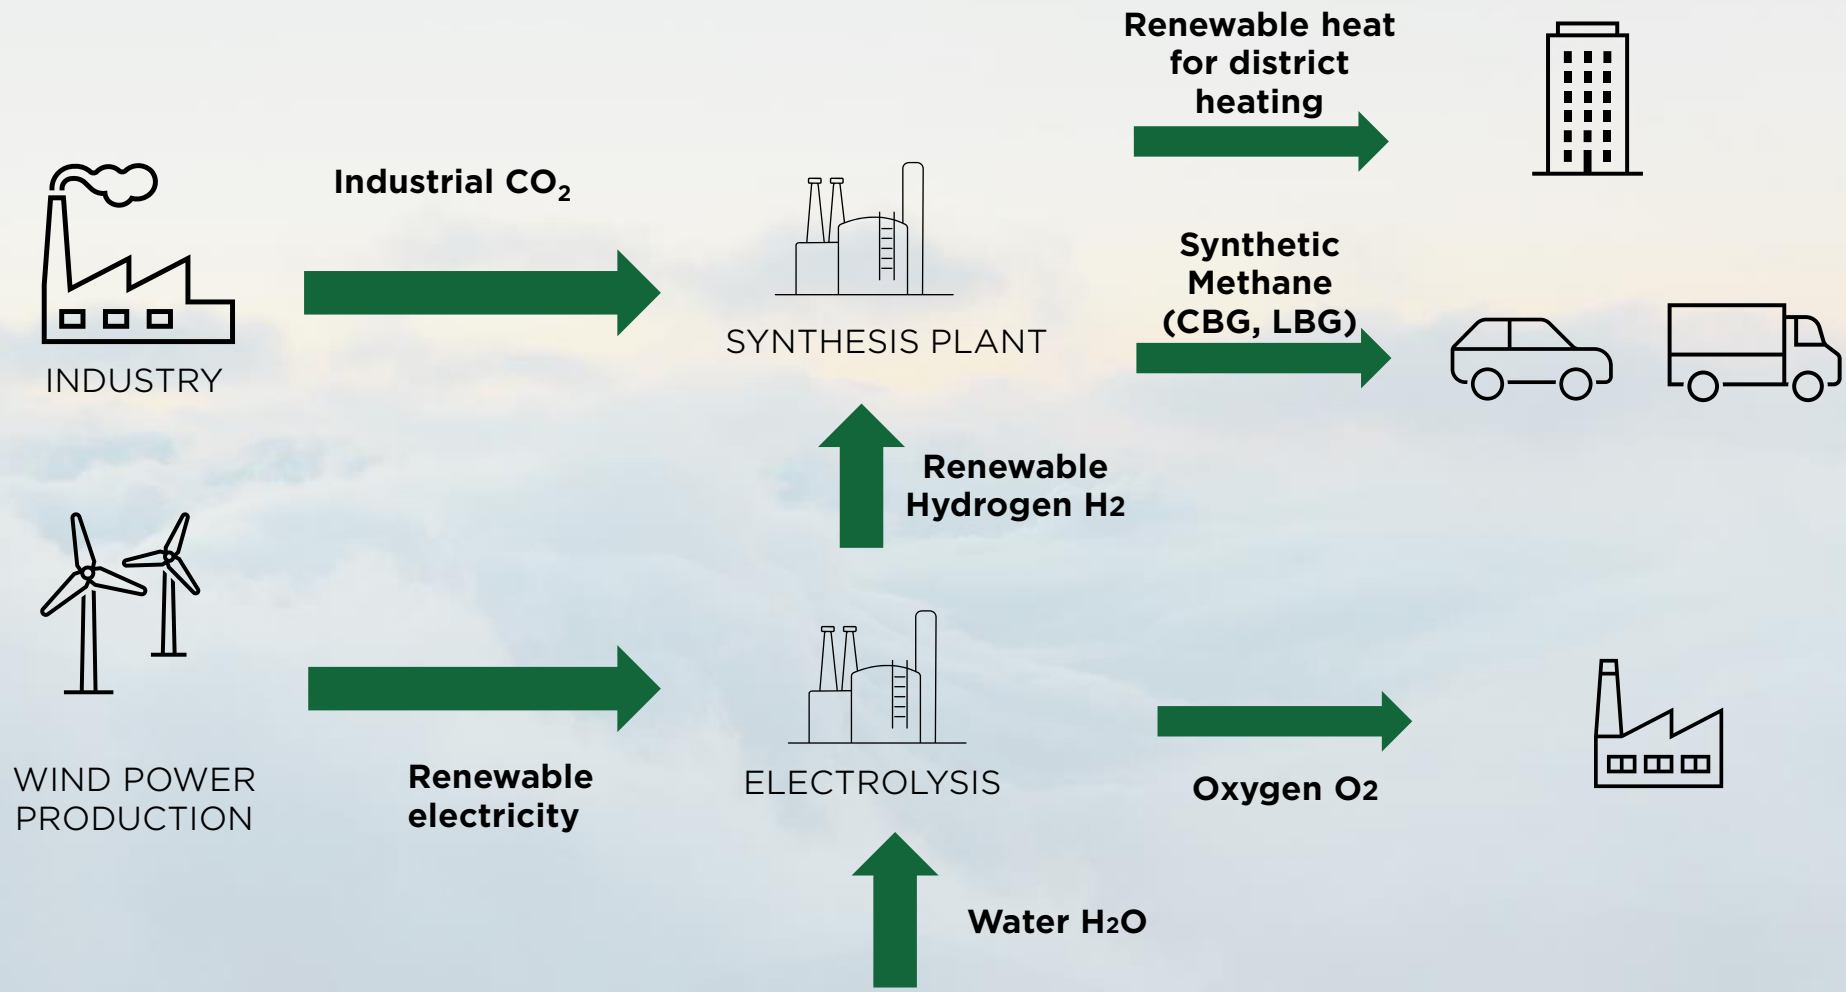 Renewable heat
for district
heating
Industrial CO₂
Synthetic
Methane
(CBG, LBG)
SYNTHESIS PLANT
INDUSTRY
Renewable
Hydrogen H2
WIND POWER
PRODUCTION
Renewable
electricity
ELECTROLYSIS
Oxygen O2
Water H2O